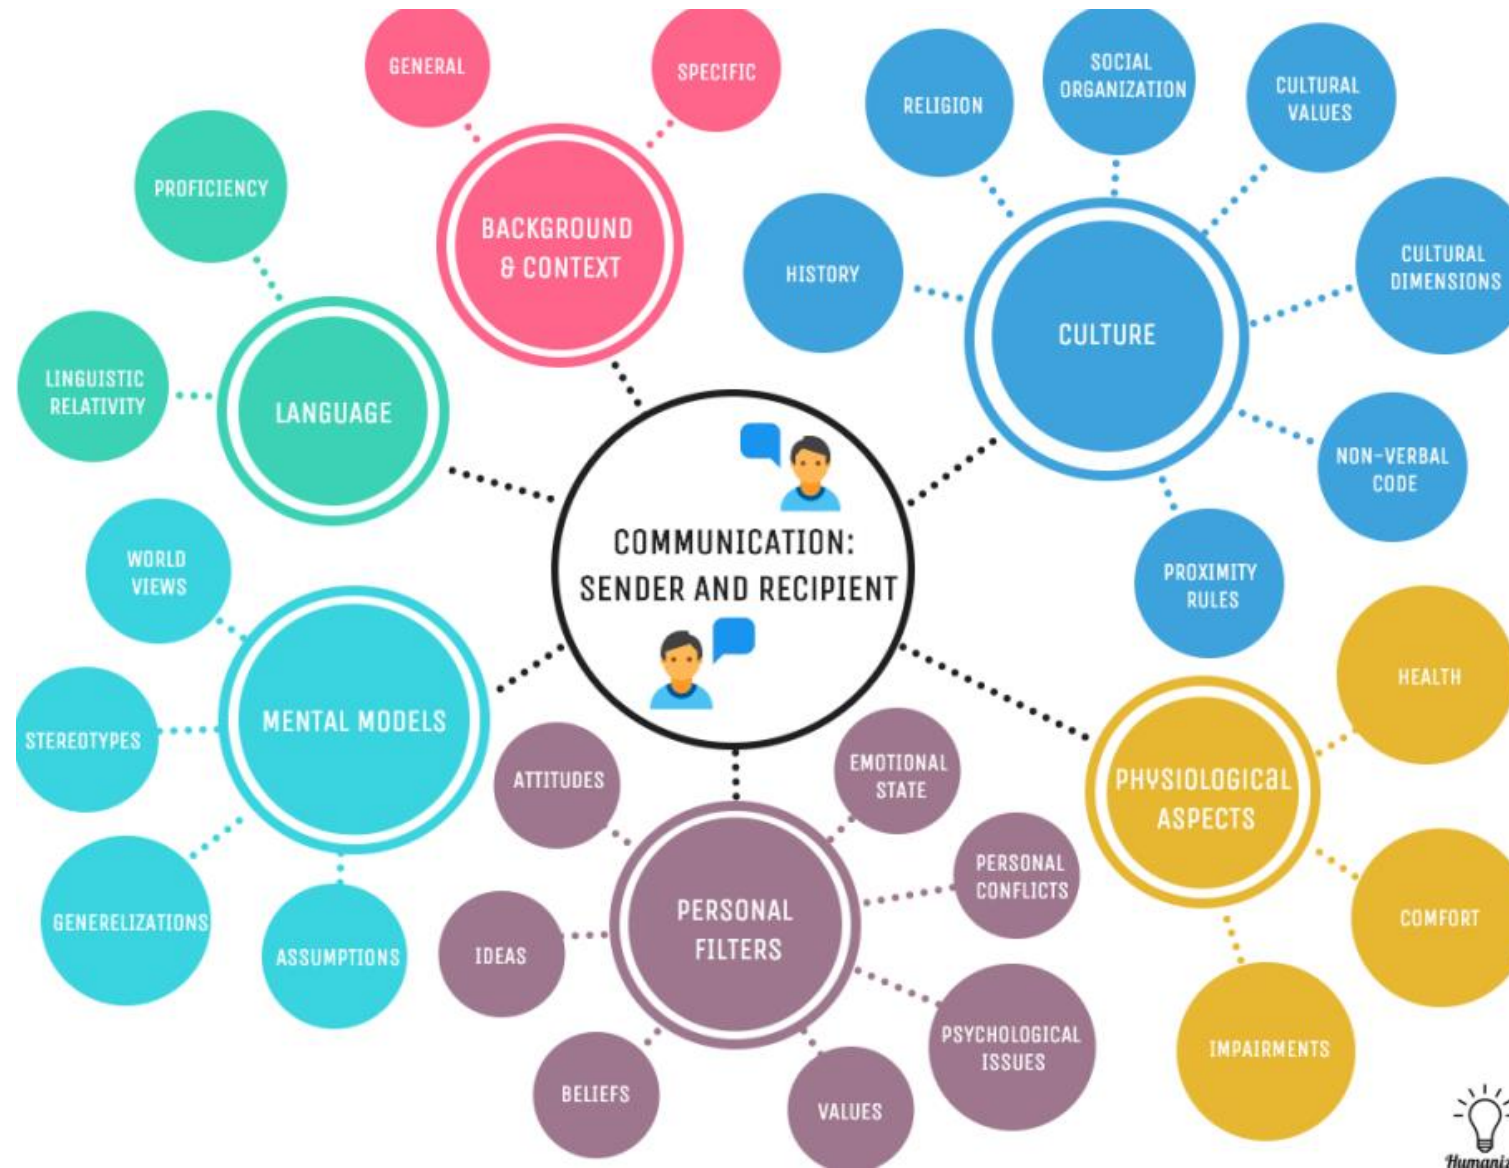 GENERAL
SPECIFIC
BACKGROUND
& CONTEXT
PROFICIENCY
LINGUISTIC
RELATIVITY
LANGUAGE
RELIGION
SOCIAL
ORGANIZATION
CULTURAL
VALUES
HISTORY
CULTURAL
DIMENSIONS
CULTURE
NON-VERBAL
CODE
PROXIMITY
RULES
COMMUNICATION:
SENDER AND RECIPIENT
WORLD
VIEWS
STEREOTYPES
MENTAL MODELS
GENERELIZATIONS
ASSUMPTIONS
ATTITUDES
EMOTIONAL
STATE
PERSONAL
CONFLICTS
IDEAS
PERSONAL
FILTERS
BELIEFS
VALUES
PSYCHOLOGICAL
ISSUES
HEALTH
PHYSIOLOGICAL
ASPECTS
COMFORT
IMPAIRMENTS